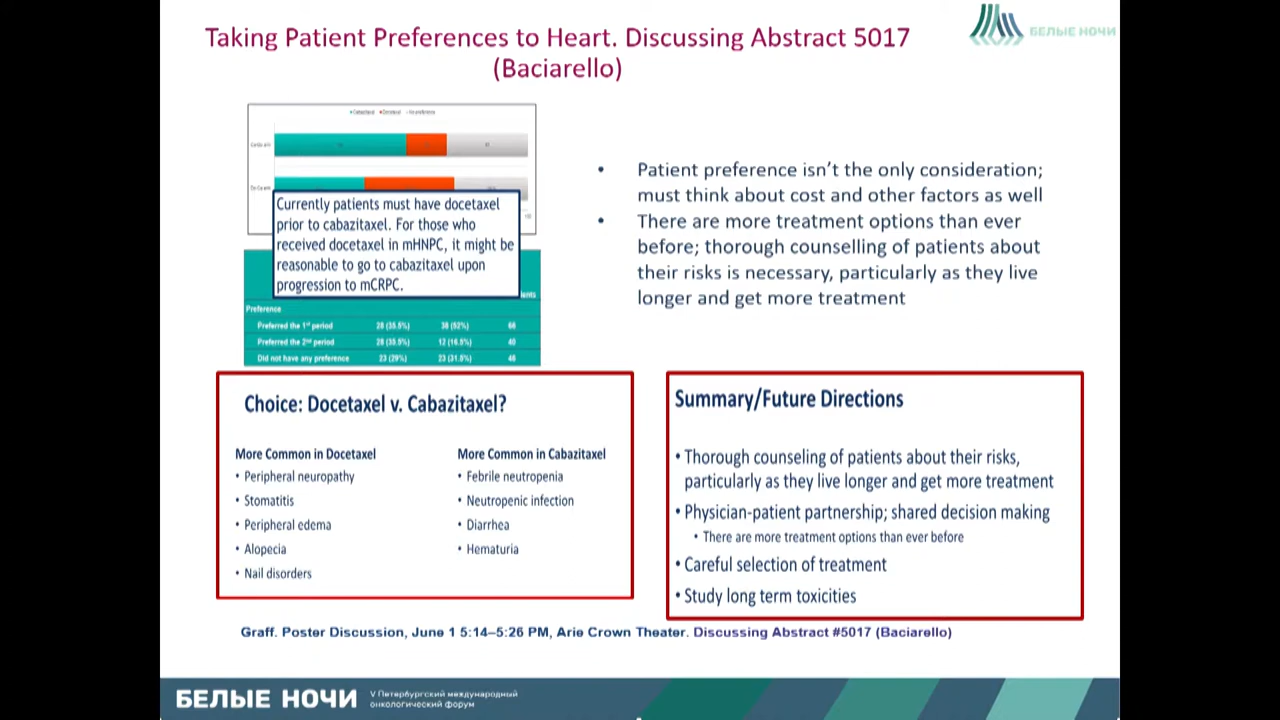 Taking Patient Preferences to Heart. Discussing Abstract 5017
(Baciarello)
БЕЛЫЕ НОЧИ
Cabazitaxel Docetaxel No preference
Currently patients must have docetaxel
prior to cabazitaxel. For those who
received docetaxel in mHNPC, it might be
reasonable to go to cabazitaxel upon
progression to mCRPC.
Preference
Preferred the 1st period 28 (35.5%) 38 (52%) 66
Preferred the 2nd period 28 (35.5%) 12 (16.5%) 40
Did not have any preference 23 (29%) 23 (31.5%) 46
• Patient preference isn't the only consideration;
must think about cost and other factors as well
• There are more treatment options than ever
before; thorough counselling of patients about
their risks is necessary, particularly as they live
longer and get more treatment
Choice: Docetaxel v. Cabazitaxel?
More Common in Docetaxel
• Peripheral neuropathy
• Stomatitis
• Peripheral edema
• Alopecia
• Nail disorders
More Common in Cabazitaxel
• Febrile neutropenia
• Neutropenic infection
• Diarrhea
• Hematuria
Summary/Future Directions
• Thorough counseling of patients about their risks,
particularly as they live longer and get more treatment
• Physician-patient partnership; shared decision making
• There are more treatment options than ever before
• Careful selection of treatment
• Study long term toxicities
Graff. Poster Discussion, June 1 5:14–5:26 PM, Arie Crown Theater. Discussing Abstract #5017 (Baciarello)
БЕЛЫЕ НОЧИ
V Петербургский международный
онкологический форум